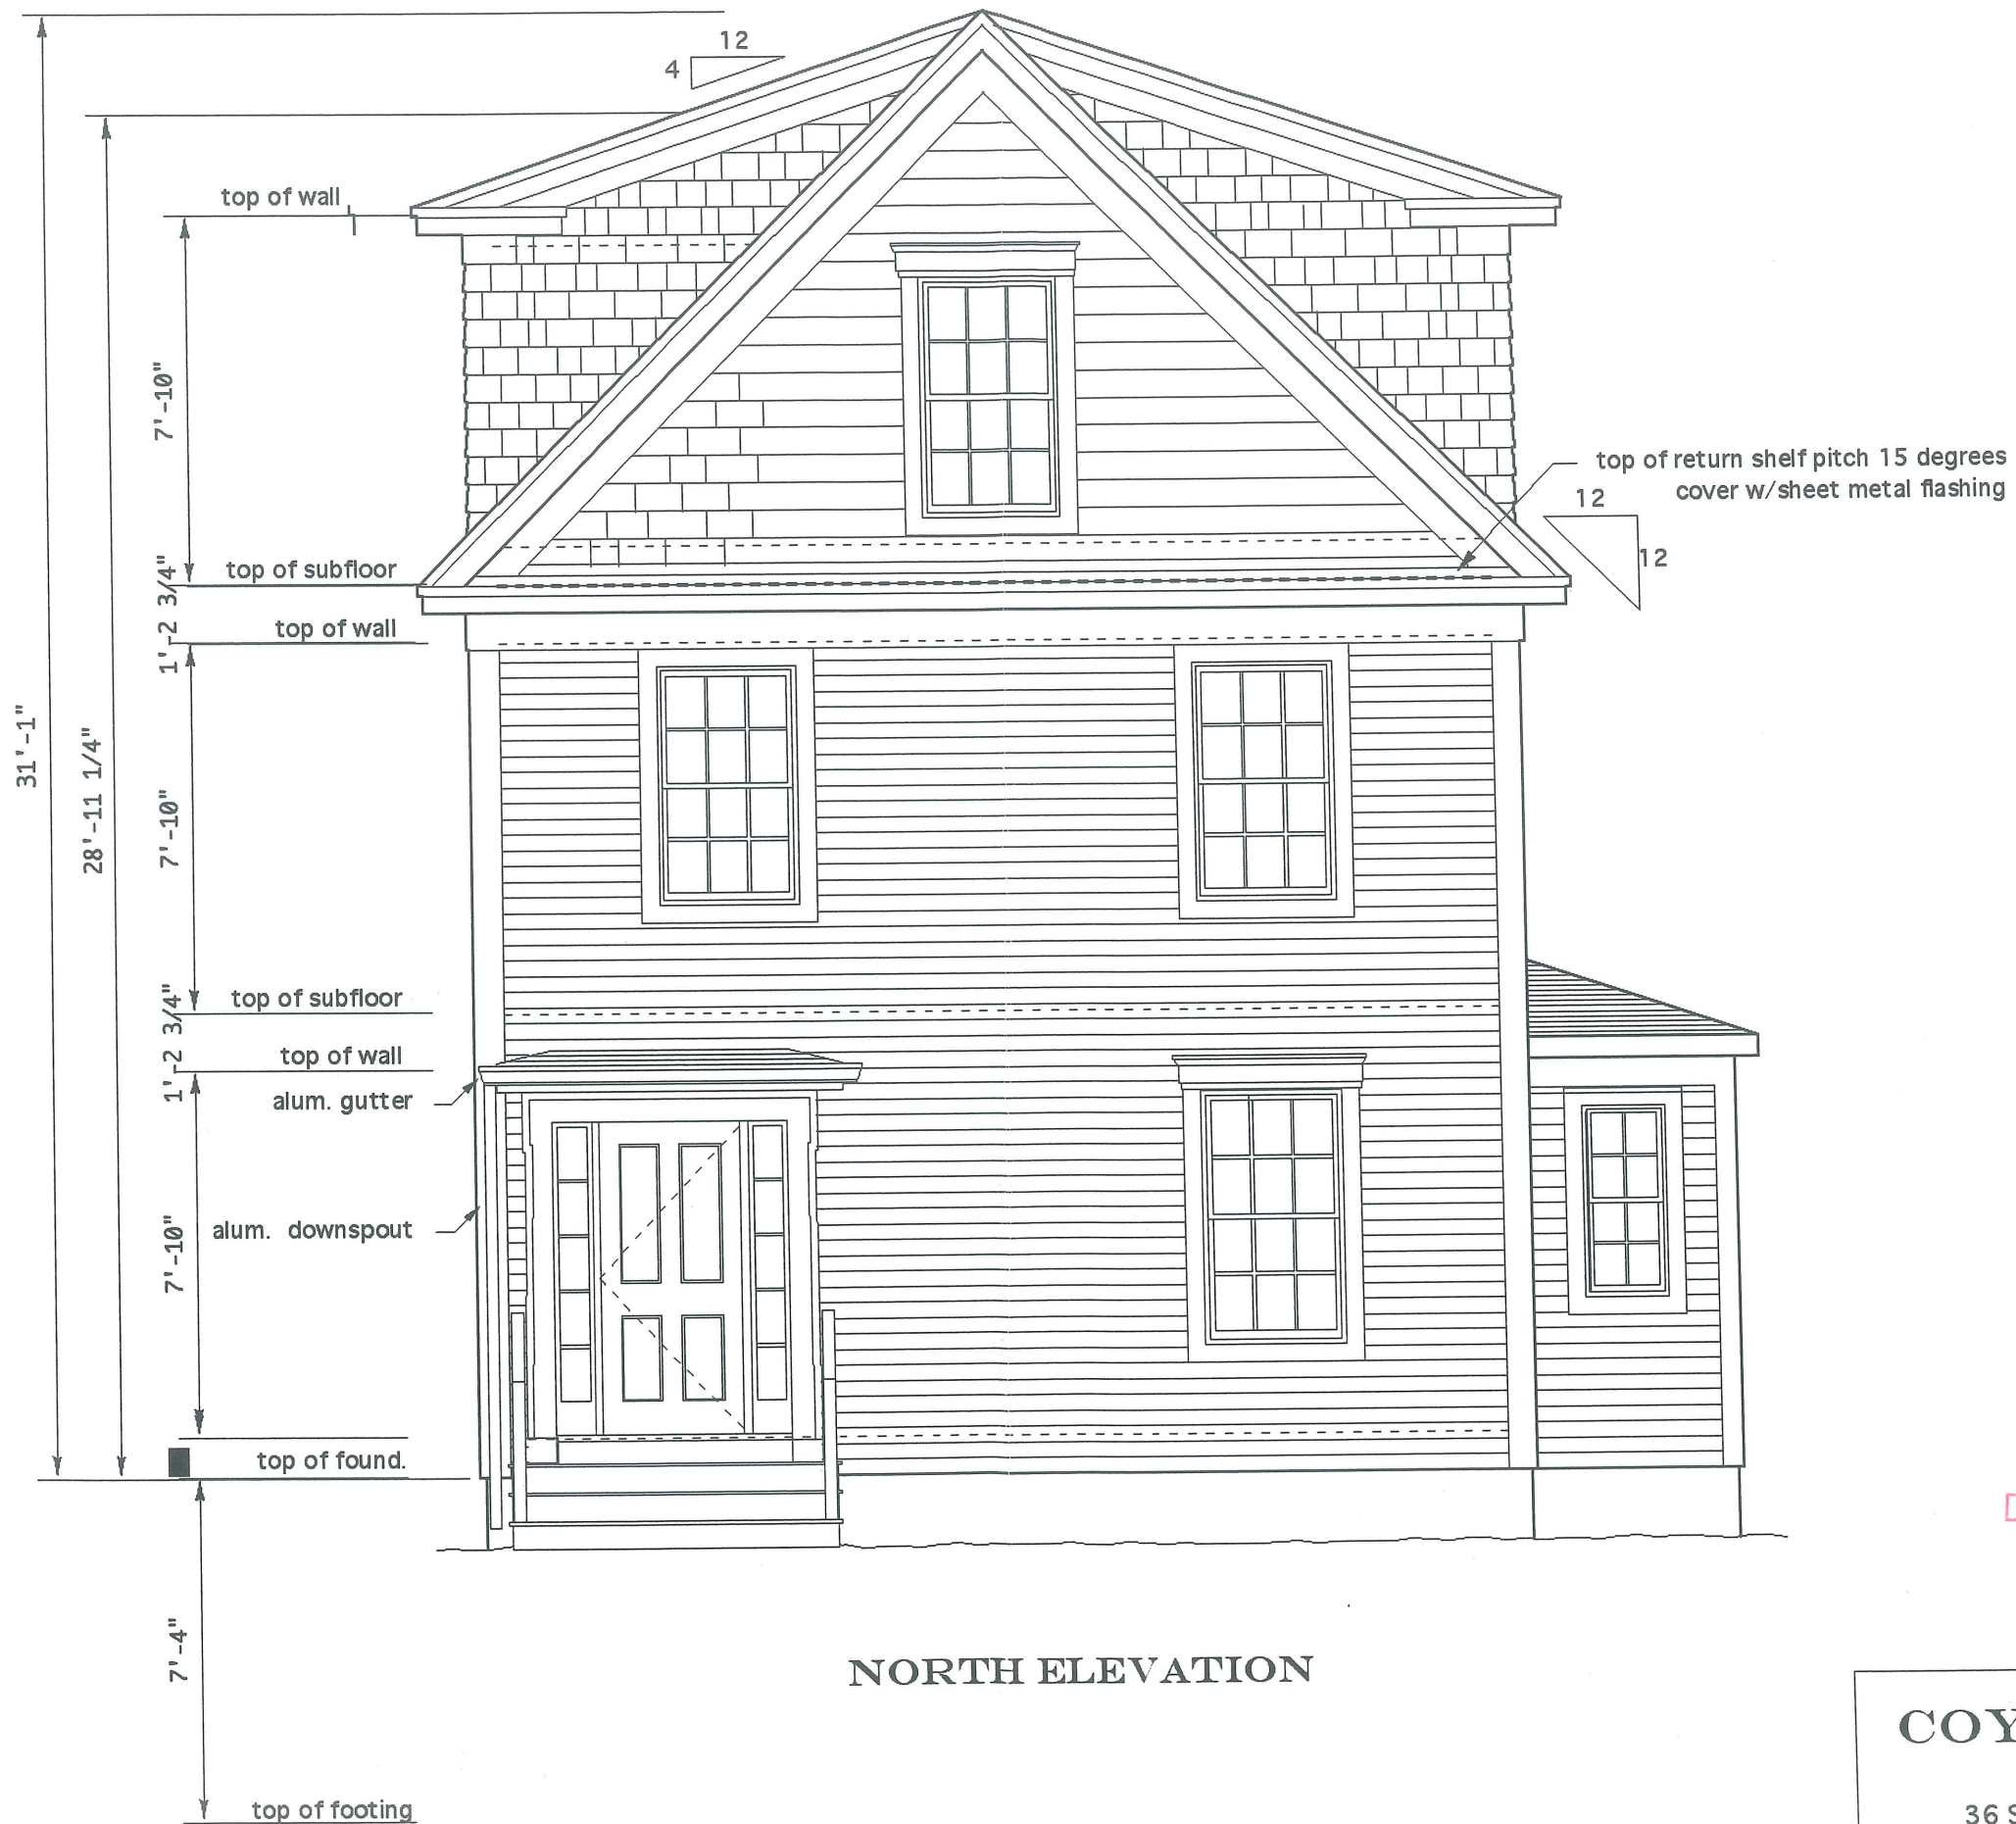 12
4
top of wall
7'-10"
top of return shelf pitch 15 degrees
cover w/sheet metal flashing
12
12
top of subfloor
1'-2 3/4"
top of wall
31'-1"
28'-11 1/4"
7'-10"
top of subfloor
1'-2 3/4"
top of wall
alum. gutter
7'-10"
alum. downspout
top of found.
7'-4"
NORTH ELEVATION
COY
36 S
top of footing